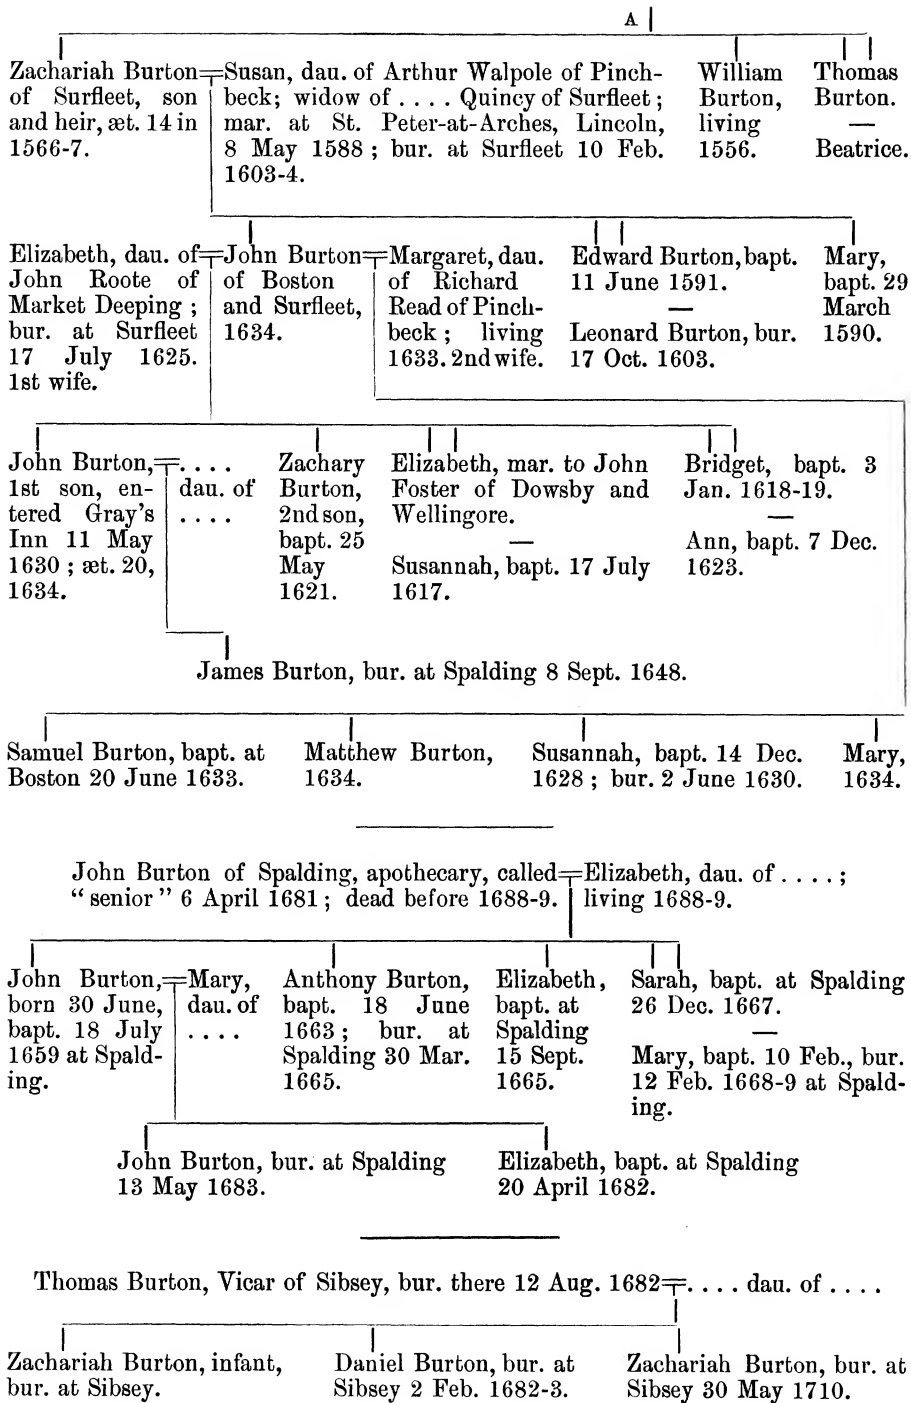 A
Zachariah Burton
of Surfleet, son
and heir, æt. 14 in
1566-7.
Susan, dau. of Arthur Walpole of Pinch-
beck; widow of . . . . Quincy of Surfleet;
mar. at St. Peter-at-Arches, Lincoln,
8 May 1588; bur. at Surfleet 10 Feb.
1603-4.
William
Burton,
living
1556.
Thomas
Burton.
—
Beatrice.
Elizabeth, dau. of
John Roote of
Market Deeping;
bur. at Surfleet
17 July 1625.
1st wife.
John Burton
of Boston
and Surfleet,
1634.
Margaret, dau.
of Richard
Read of Pinch-
beck; living
1633. 2nd wife.
Edward Burton, bapt.
11 June 1591.
—
Leonard Burton, bur.
17 Oct. 1603.
Mary,
bapt. 29
March
1590.
John Burton,
1st son, en-
tered Gray's
Inn 11 May
1630; æt. 20,
1634.
. . . .
dau. of
. . . .
Zachary
Burton,
2nd son,
bapt. 25
May
1621.
Elizabeth, mar. to John
Foster of Dowsby and
Wellingore.
—
Susannah, bapt. 17 July
1617.
Bridget, bapt. 3
Jan. 1618-19.
—
Ann, bapt. 7 Dec.
1623.
James Burton, bur. at Spalding 8 Sept. 1648.
Samuel Burton, bapt. at
Boston 20 June 1633.
Matthew Burton,
1634.
Susannah, bapt. 14 Dec.
1628; bur. 2 June 1630.
Mary,
1634.
John Burton of Spalding, apothecary, called
"senior" 6 April 1681; dead before 1688-9.
Elizabeth, dau. of . . . . ;
living 1688-9.
John Burton,
born 30 June,
bapt. 18 July
1659 at Spald-
ing.
Mary,
dau. of
. . . .
Anthony Burton,
bapt. 18 June
1663; bur. at
Spalding 30 Mar.
1665.
Elizabeth,
bapt. at
Spalding
15 Sept.
1665.
Sarah, bapt. at Spalding
26 Dec. 1667.
—
Mary, bapt. 10 Feb., bur.
12 Feb. 1668-9 at Spald-
ing.
John Burton, bur. at Spalding
13 May 1683.
Elizabeth, bapt. at Spalding
20 April 1682.
Thomas Burton, Vicar of Sibsey, bur. there 12 Aug. 1682 . . . . dau. of . . . .
Zachariah Burton, infant,
bur. at Sibsey.
Daniel Burton, bur. at
Sibsey 2 Feb. 1682-3.
Zachariah Burton, bur. at
Sibsey 30 May 1710.